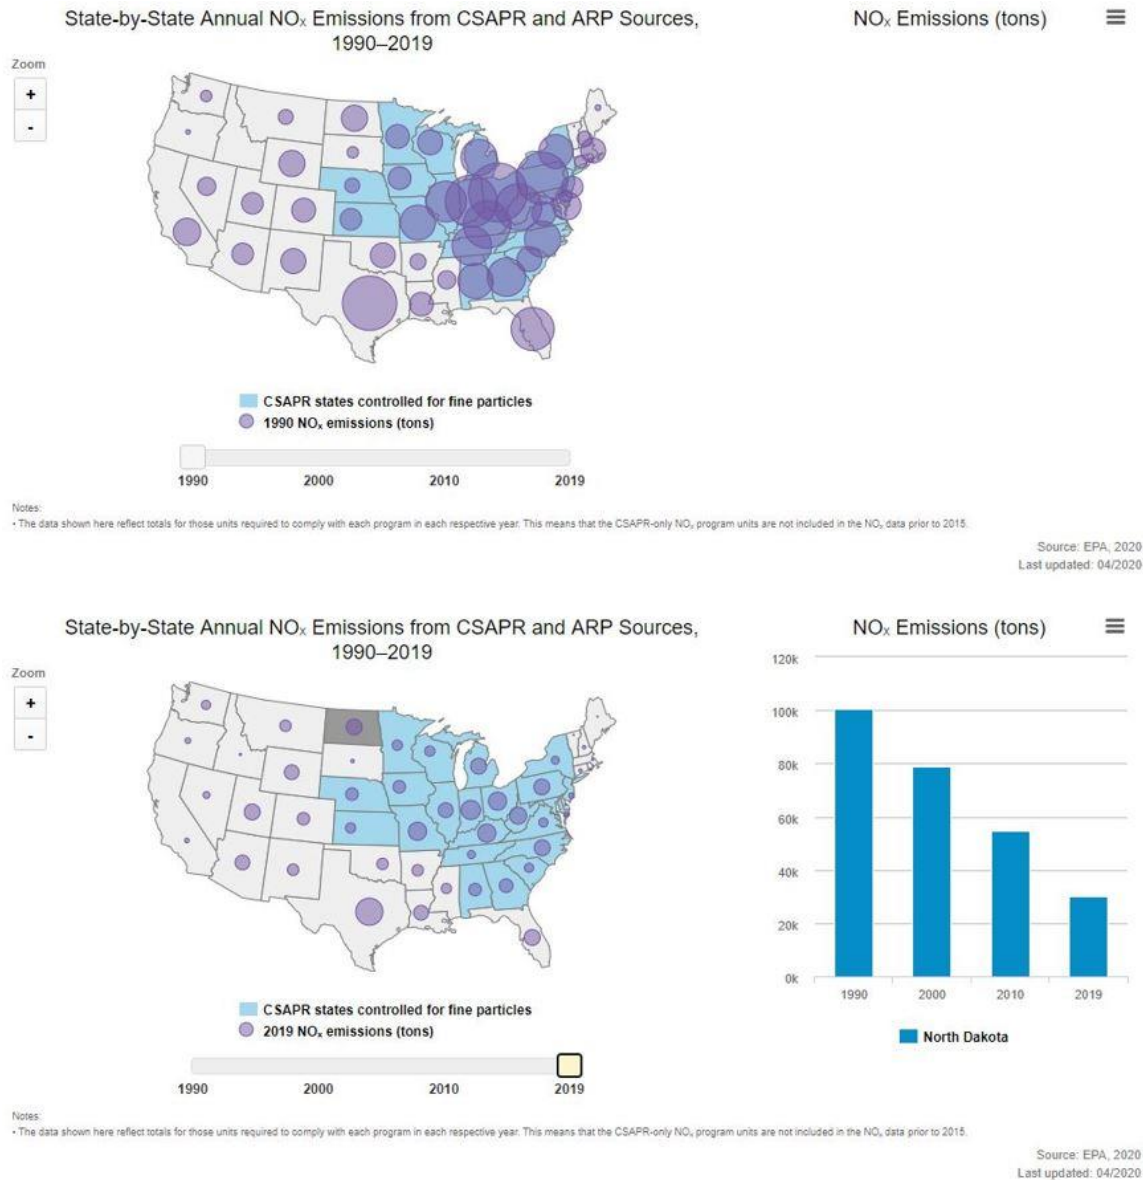 State-by-State Annual NOₓ Emissions from CSAPR and ARP Sources,
1990–2019
NOₓ Emissions (tons)
Zoom
+
-
CSAPR states controlled for fine particles
1990 NOₓ emissions (tons)
1990 2000 2010 2019
Notes:
• The data shown here reflect totals for those units required to comply with each program in each respective year. This means that the CSAPR-only NOₓ program units are not included in the NOₓ data prior to 2015.
Source: EPA, 2020
Last updated: 04/2020
State-by-State Annual NOₓ Emissions from CSAPR and ARP Sources,
1990–2019
Zoom
+
-
CSAPR states controlled for fine particles
2019 NOₓ emissions (tons)
1990 2000 2010 2019
NOₓ Emissions (tons)
120k
100k
80k
60k
40k
20k
0k
1990 2000 2010 2019
North Dakota
Notes:
• The data shown here reflect totals for those units required to comply with each program in each respective year. This means that the CSAPR-only NOₓ program units are not included in the NOₓ data prior to 2015.
Source: EPA, 2020
Last updated: 04/2020